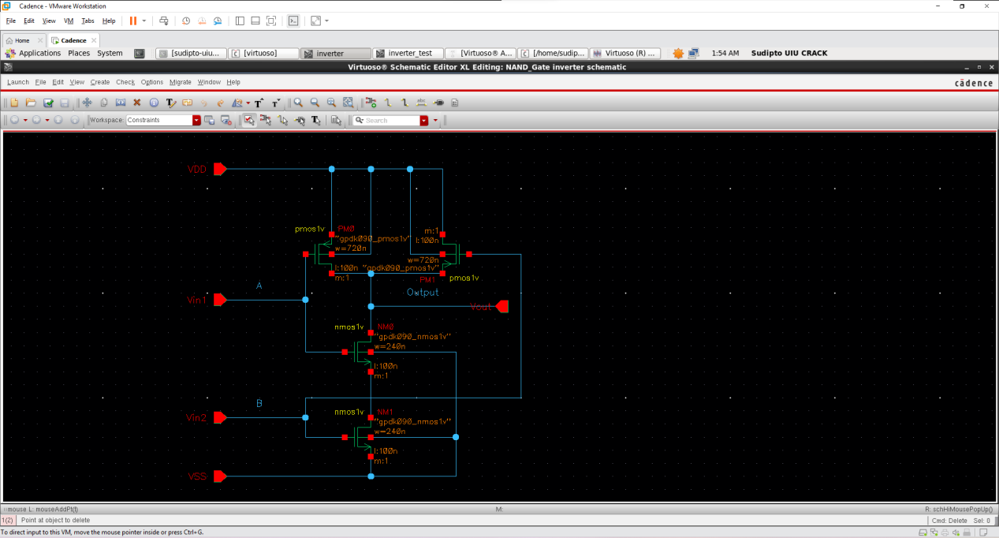 Cadence - VMware Workstation
File Edit View VM Tabs Help
Home Cadence
Applications Places System [sudipto-uiu... [virtuoso] inverter inverter_test [Virtuoso® A... [/home/sudip... Virtuoso (R) ... 1:54 AM Sudipto UIU CRACK
Virtuoso® Schematic Editor XL Editing: NAND_Gate inverter schematic
Launch File Edit View Create Check Options Migrate Window Help cādence
Workspace: Constraints Search
VDD
pmos1v PM0 m:1
"gpdk090_pmos1v" l:100n
w=720n
w=720n
l:100n "gpdk090_pmos1v"
m:1 PM1 pmos1v
A
Output
Vin1 Vout
nmos1v NM0
"gpdk090_nmos1v"
w=240n
l:100n
m:1
B
nmos1v NM1
Vin2 "gpdk090_nmos1v"
w=240n
l:100n
m:1
VSS
mouse L: mouseAddPt(t) M: R: schHiMousePopUp()
1(2) Point at object to delete Cmd: Delete Sel: 0
To direct input to this VM, move the mouse pointer inside or press Ctrl+G.